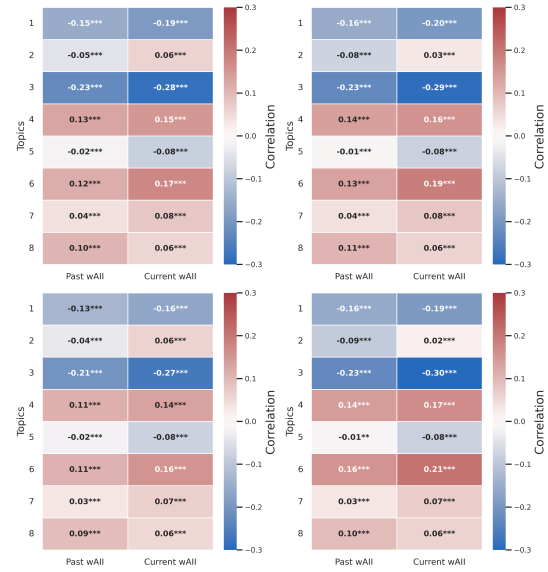 1 -0.15*** -0.19***
2 -0.05*** 0.06***
3 -0.23*** -0.28***
4 0.13*** 0.15***
5 -0.02*** -0.08***
6 0.12*** 0.17***
7 0.04*** 0.08***
8 0.10*** 0.06***
Topics
Past wAII Current wAII
0.3
0.2
0.1
0.0
−0.1
−0.2
−0.3
Correlation
1 -0.16*** -0.20***
2 -0.08*** 0.03***
3 -0.23*** -0.29***
4 0.14*** 0.16***
5 -0.01*** -0.08***
6 0.13*** 0.19***
7 0.04*** 0.08***
8 0.11*** 0.06***
Topics
Past wAII Current wAII
0.3
0.2
0.1
0.0
−0.1
−0.2
−0.3
Correlation
1 -0.13*** -0.16***
2 -0.04*** 0.06***
3 -0.21*** -0.27***
4 0.11*** 0.14***
5 -0.02*** -0.08***
6 0.11*** 0.16***
7 0.03*** 0.07***
8 0.09*** 0.06***
Topics
Past wAII Current wAII
0.3
0.2
0.1
0.0
−0.1
−0.2
−0.3
Correlation
1 -0.16*** -0.19***
2 -0.09*** 0.02***
3 -0.23*** -0.30***
4 0.14*** 0.17***
5 -0.01** -0.08***
6 0.16*** 0.21***
7 0.03*** 0.07***
8 0.10*** 0.06***
Topics
Past wAII Current wAII
0.3
0.2
0.1
0.0
−0.1
−0.2
−0.3
Correlation